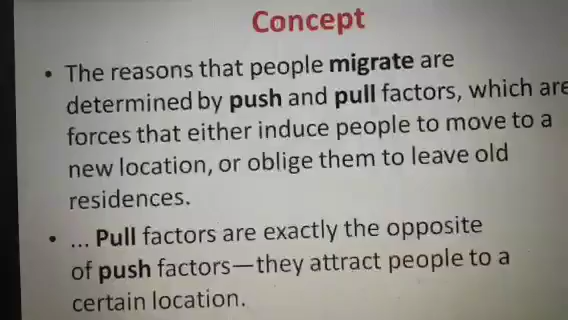 Concept
• The reasons that people migrate are
determined by push and pull factors, which are
forces that either induce people to move to a
new location, or oblige them to leave old
residences.
• ... Pull factors are exactly the opposite
of push factors—they attract people to a
certain location.